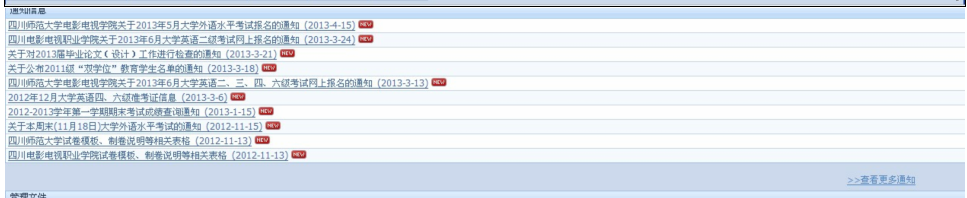 通知信息
四川师范大学电影电视学院关于2013年5月大学外语水平考试报名的通知 (2013-4-15) NEW
四川电影电视职业学院关于2013年6月大学英语二级考试网上报名的通知 (2013-3-24) NEW
关于对2013届毕业论文(设计)工作进行检查的通知 (2013-3-21) NEW
关于公布2011级“双学位”教育学生名单的通知 (2013-3-18) NEW
四川师范大学电影电视学院关于2013年6月大学英语二、三、四、六级考试网上报名的通知 (2013-3-13) NEW
2012年12月大学英语四、六级准考证信息 (2013-3-6) NEW
2012-2013学年第一学期期末考试成绩查询通知 (2013-1-15) NEW
关于本周末(11月18日)大学外语水平考试的通知 (2012-11-15) NEW
四川师范大学试卷模板、制卷说明等相关表格 (2012-11-13) NEW
四川电影电视职业学院试卷模板、制卷说明等相关表格 (2012-11-13) NEW
>>查看更多通知
管理文件